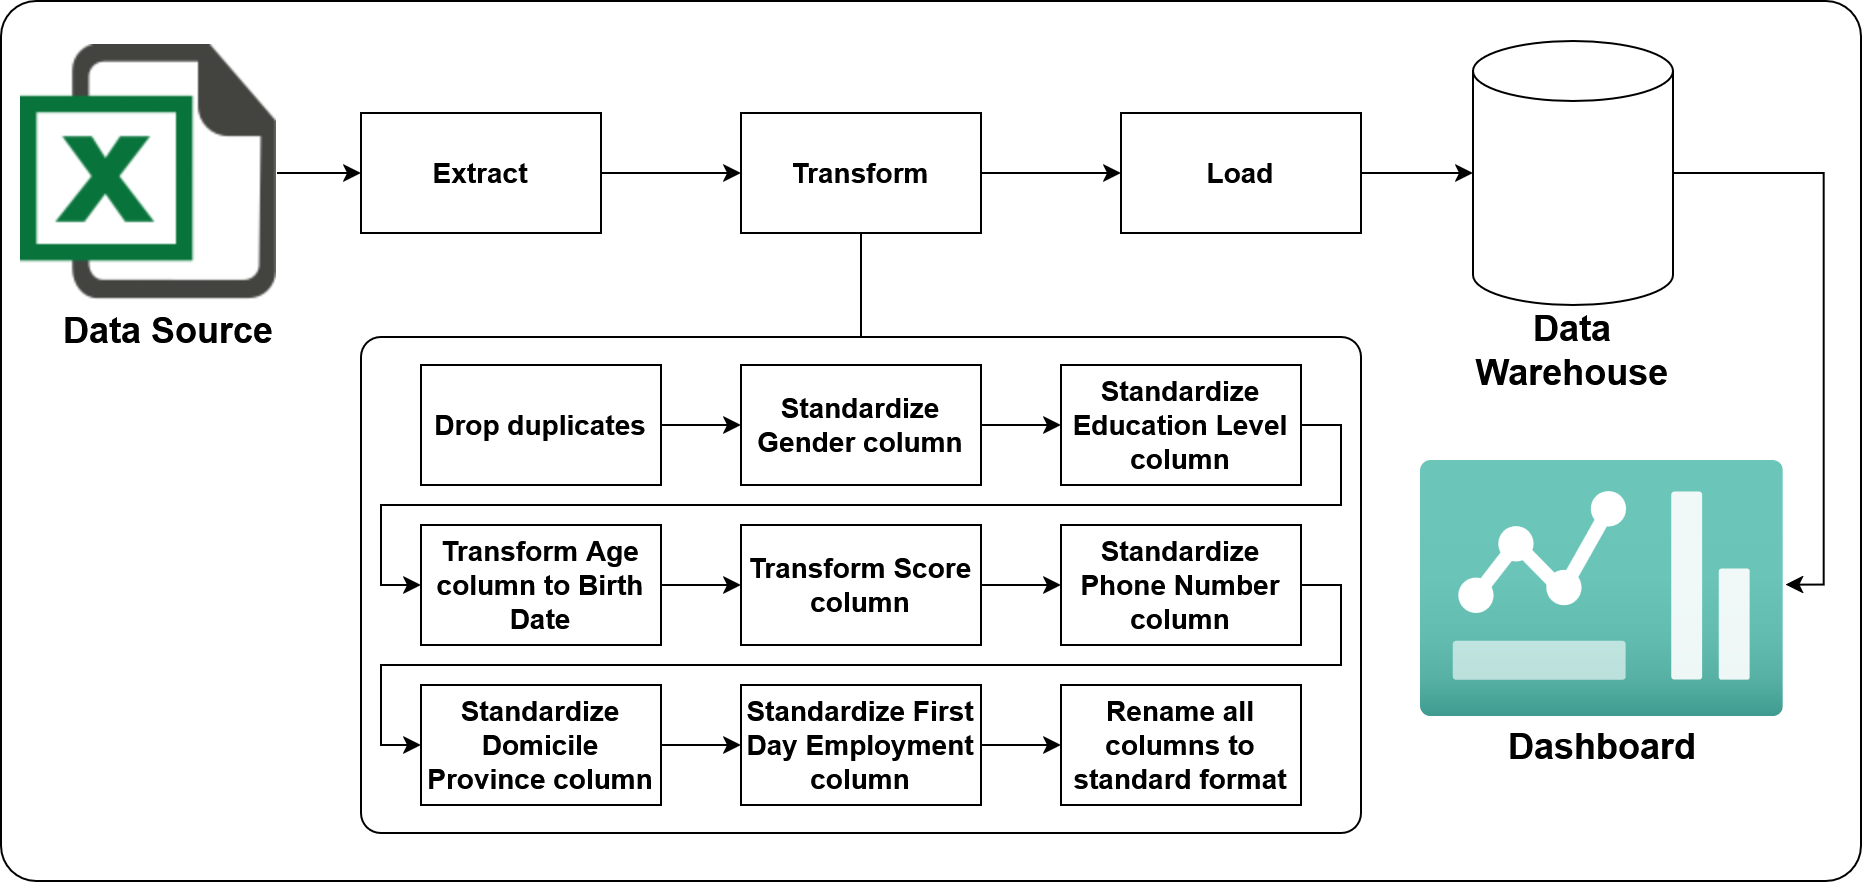 Extract
Transform
Load
Data Source
Data
Warehouse
Drop duplicates
Standardize
Gender column
Standardize
Education Level
column
Transform Age
column to Birth
Date
Transform Score
column
Standardize
Phone Number
column
Standardize
Domicile
Province column
Standardize First
Day Employment
column
Rename all
columns to
standard format
Dashboard